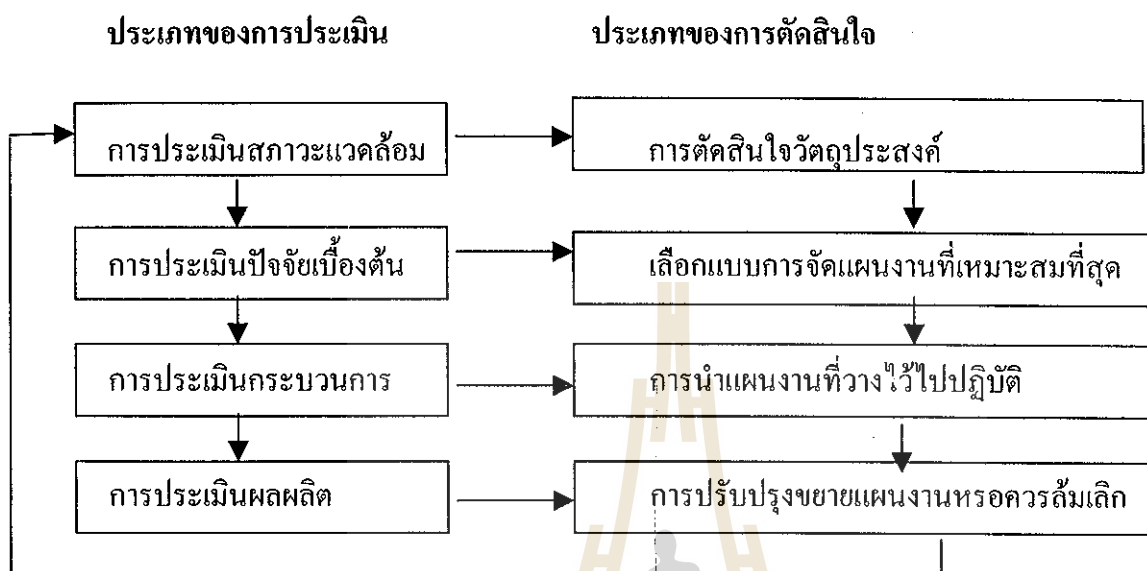 ประเภทของการประเมิน ประเภทของการตัดสินใจ
การประเมินสภาวะแวดล้อม การตัดสินใจวัตถุประสงค์
การประเมินปัจจัยเบื้องต้น เลือกแบบการจัดแผนงานที่เหมาะสมที่สุด
การประเมินกระบวนการ การนำแผนงานที่วางไว้ไปปฏิบัติ
การประเมินผลผลิต การปรับปรุงขยายแผนงานหรอควรล้มเลิก